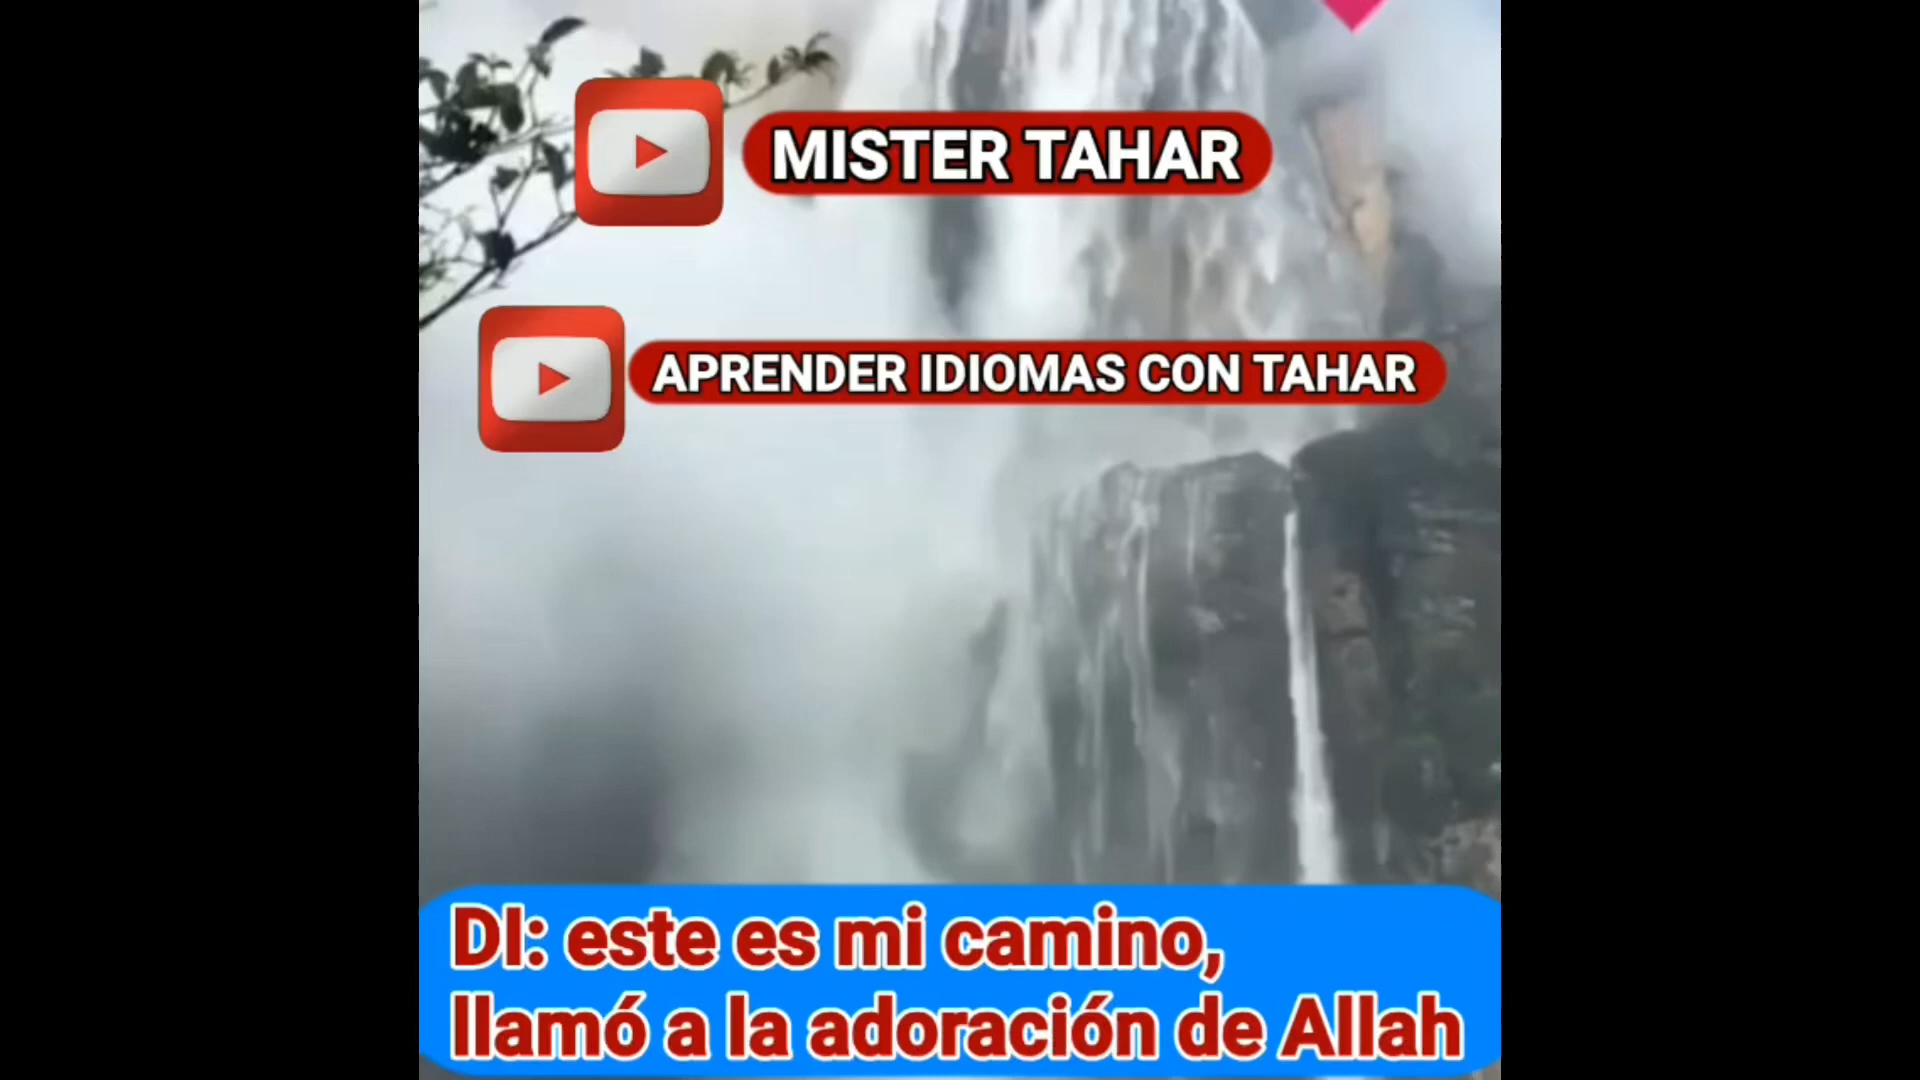 MISTER TAHAR
APRENDER IDIOMAS CON TAHAR
DI: este es mi camino,
llamó a la adoración de Allah